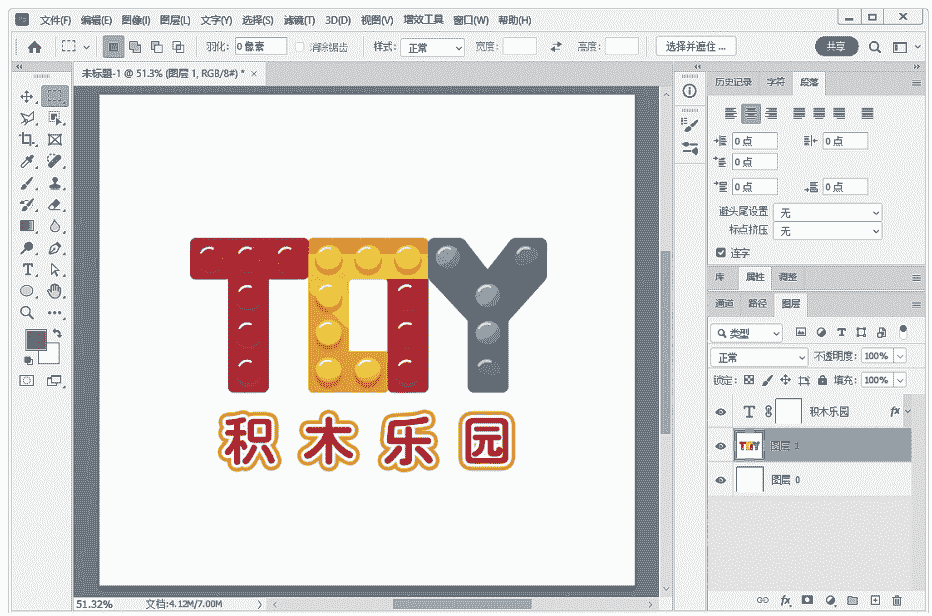 文件(F) 编辑(E) 图像(I) 图层(L) 文字(Y) 选择(S) 滤镜(T) 3D(D) 视图(V) 增效工具 窗口(W) 帮助(H)
羽化: 0 像素 消除锯齿 样式: 正常 宽度: 高度: 选择并遮住 ... 共享
未标题-1 @ 51.3% (图层 1, RGB/8#) * ×
历史记录 字符 段落
0 点 0 点
0 点
0 点 0 点
避头尾设置 无
标点挤压 无
连字
库 属性 调整
通道 路径 图层
类型
正常 不透明度: 100%
锁定: 填充: 100%
T 积木乐园 fx
图层 1
图层 0
TOY
积木乐园
51.32% 文档:4.12M/7.00M